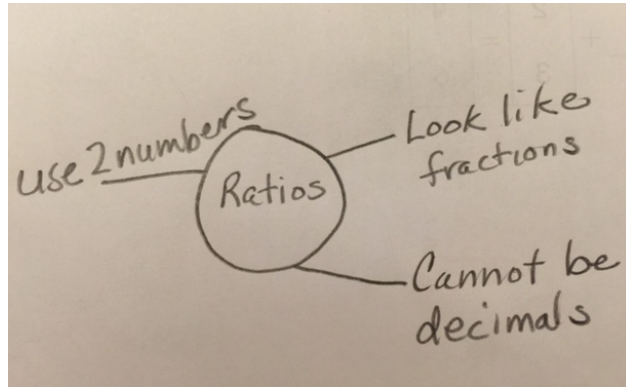 use 2 numbers
Ratios
Look like
fractions
Cannot be
decimals